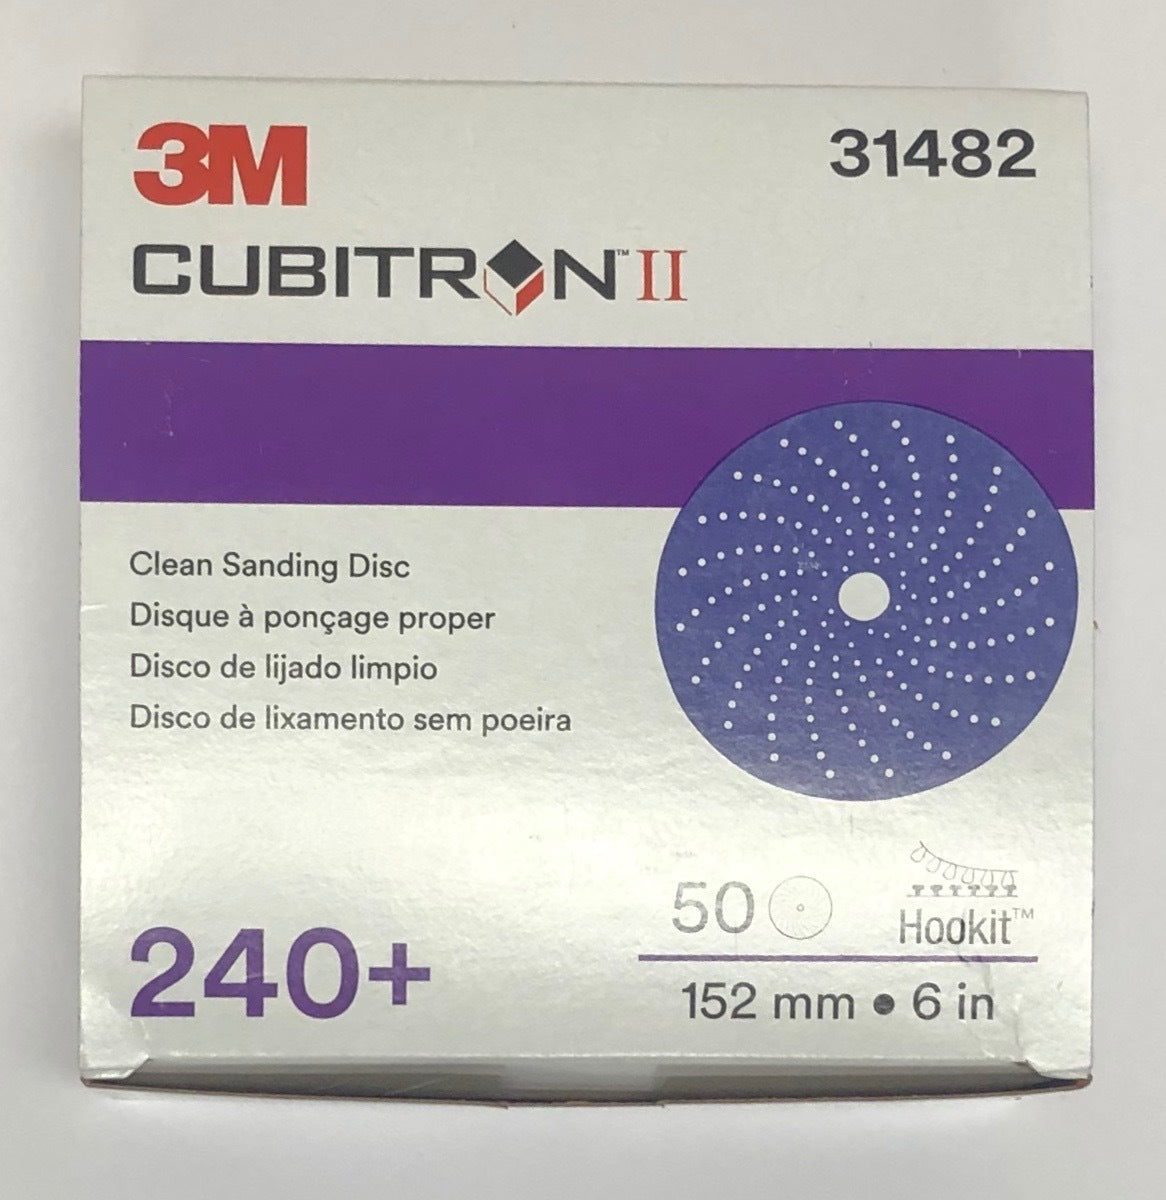 3M
31482
CUBITRON™ II
Clean Sanding Disc
Disque à ponçage proper
Disco de lijado limpio
Disco de lixamento sem poeira
240+
50
Hookit™
152 mm • 6 in